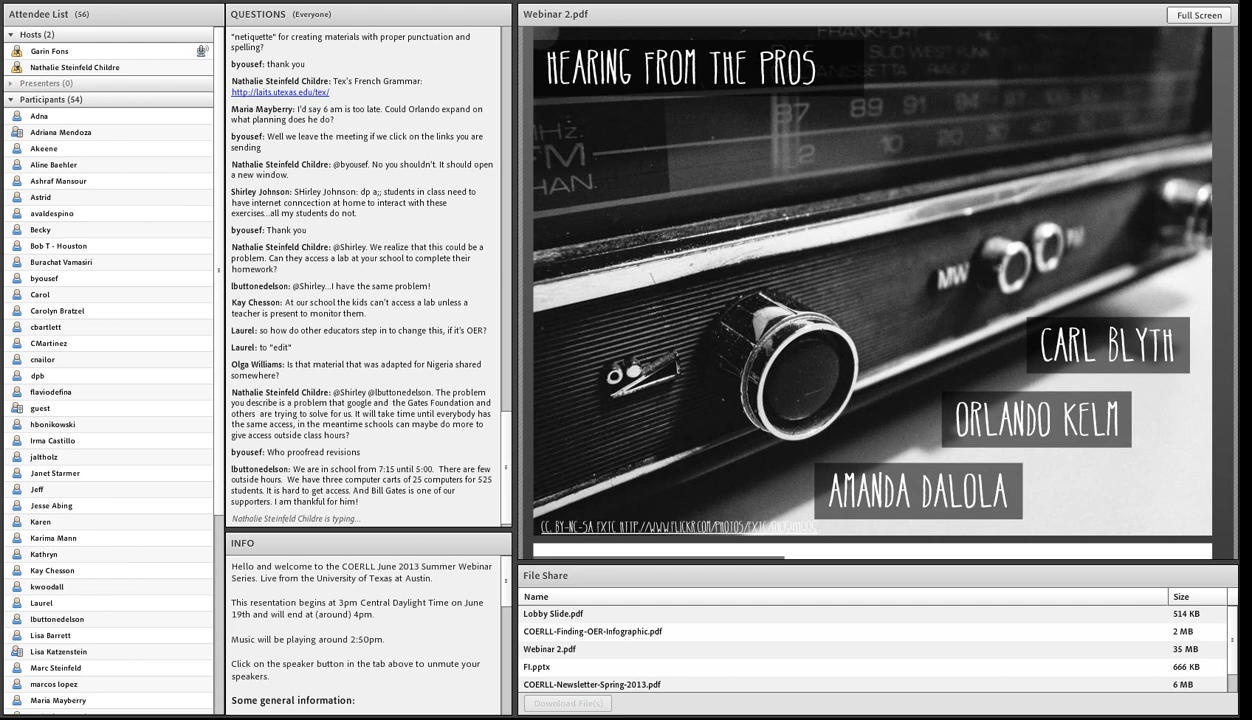 Attendee List (56)
Hosts (2)
Garin Fons
Nathalie Steinfeld Childre
Presenters (0)
Participants (54)
Adna
Adriana Mendoza
Akeene
Aline Baehler
Ashraf Mansour
Astrid
avaldespino
Becky
Bob T - Houston
Burachat Vamasiri
byousef
Carol
Carolyn Bratzel
cbartlett
CMartinez
cnailor
dpb
flaviodefina
guest
hbonikowski
Irma Castillo
jaltholz
Janet Starmer
Jeff
Jesse Abing
Karen
Karima Mann
Kathryn
Kay Chesson
kwoodall
Laurel
lbuttonedelson
Lisa Barrett
Lisa Katzenstein
Marc Steinfeld
marcos lopez
Maria Mayberry
QUESTIONS (Everyone)
"netiquette" for creating materials with proper punctuation and
spelling?
byousef: thank you
Nathalie Steinfeld Childre: Tex's French Grammar:
http://laits.utexas.edu/tex/
Maria Mayberry: I'd say 6 am is too late. Could Orlando expand on
what planning does he do?
byousef: Well we leave the meeting if we click on the links you are
sending
Nathalie Steinfeld Childre: @byousef. No you shouldn't. It should open
a new window.
Shirley Johnson: SHirley Johnson: dp a;; students in class need to
have internet conncection at home to interact with these
exercises...all my students do not.
byousef: Thank you
Nathalie Steinfeld Childre: @Shirley. We realize that this could be a
problem. Can they access a lab at your school to complete their
homework?
lbuttonedelson: @Shirley...I have the same problem!
Kay Chesson: At our school the kids can't access a lab unless a
teacher is present to monitor them.
Laurel: so how do other educators step in to change this, if it's OER?
Laurel: to "edit"
Olga Williams: Is that material that was adapted for Nigeria shared
somewhere?
Nathalie Steinfeld Childre: @Shirley @lbuttonedelson. The problem
you describe is a problem that google and the Gates Foundation and
others are trying to solve for us. It will take time until everybody has
the same access, in the meantime schools can maybe do more to
give access outside class hours?
byousef: Who proofread revisions
lbuttonedelson: We are in school from 7:15 until 5:00. There are few
outside hours. We have three computer carts of 25 computers for 525
students. It is hard to get access. And Bill Gates is one of our
supporters. I am thankful for him!
Nathalie Steinfeld Childre is typing...
INFO
Hello and welcome to the COERLL June 2013 Summer Webinar
Series. Live from the University of Texas at Austin.
This resentation begins at 3pm Central Daylight Time on June
19th and will end at (around) 4pm.
Music will be playing around 2:50pm.
Click on the speaker button in the tab above to unmute your
speakers.
Some general information:
Webinar 2.pdf
Full Screen
HEARING FROM THE PROS
FRANKFURT
87 89 91 94
MHz.
FM
CHAN.
MW
CARL BLYTH
ORLANDO KELM
AMANDA DALOLA
CC. BY-NC-SA FXTC HTTP://WWW.FLICKR.COM/PHOTOS/FXTC/
File Share
Name Size
Lobby Slide.pdf 514 KB
COERLL-Finding-OER-Infographic.pdf 2 MB
Webinar 2.pdf 35 MB
FI.pptx 666 KB
COERLL-Newsletter-Spring-2013.pdf 6 MB
Download File(s)